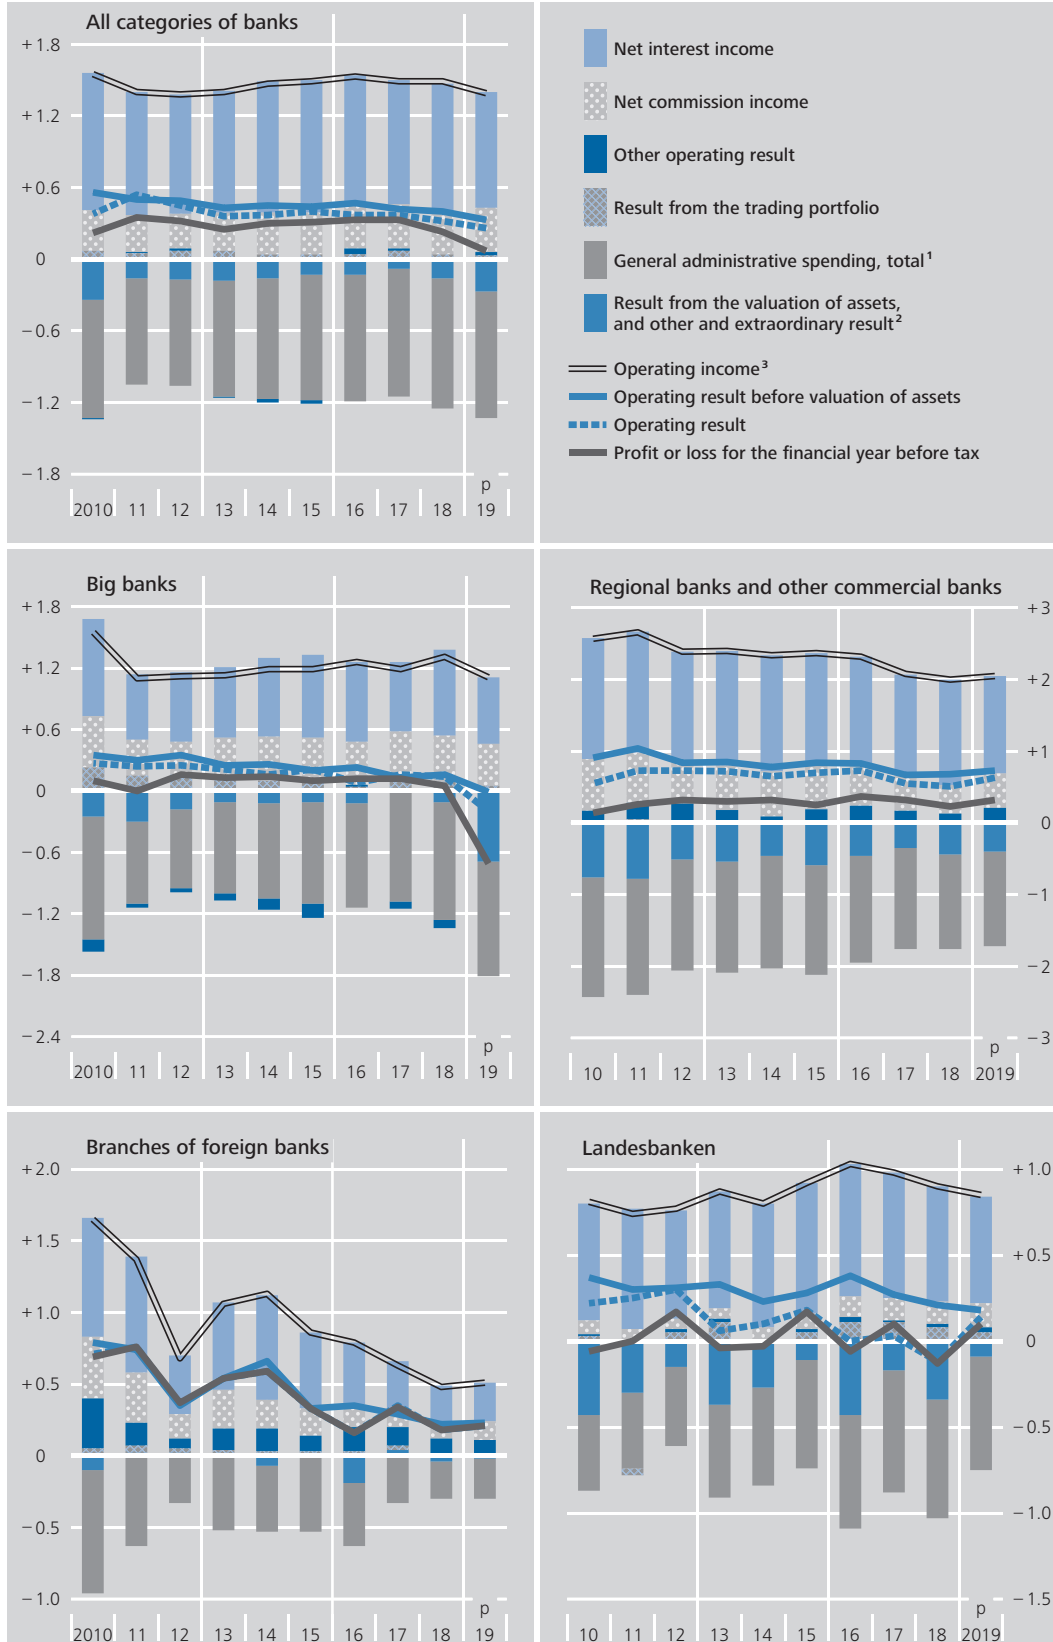 All categories of banks
+1.8
+1.2
+0.6
0
−0.6
−1.2
−1.8
p
2010 11 12 13 14 15 16 17 18 19
Net interest income
Net commission income
Other operating result
Result from the trading portfolio
General administrative spending, total¹
Result from the valuation of assets,
and other and extraordinary result²
Operating income³
Operating result before valuation of assets
Operating result
Profit or loss for the financial year before tax
Big banks
+1.8
+1.2
+0.6
0
−0.6
−1.2
−1.8
−2.4
p
2010 11 12 13 14 15 16 17 18 19
Regional banks and other commercial banks
+3
+2
+1
0
−1
−2
−3
p
10 11 12 13 14 15 16 17 18 2019
Branches of foreign banks
+2.0
+1.5
+1.0
+0.5
0
−0.5
−1.0
p
2010 11 12 13 14 15 16 17 18 19
Landesbanken
+1.0
+0.5
0
−0.5
−1.0
−1.5
p
10 11 12 13 14 15 16 17 18 2019